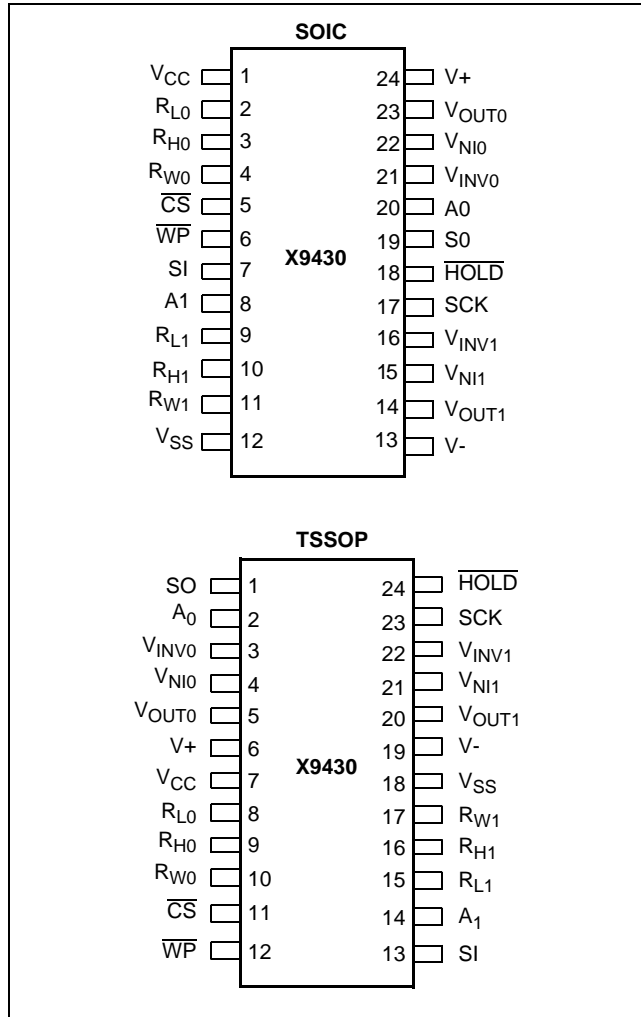 SOIC
VCC 1 24 V+
RL0 2 23 VOUT0
RH0 3 22 VNI0
RW0 4 21 VINV0
CS 5 20 A0
WP 6 19 S0
X9430
SI 7 18 HOLD
A1 8 17 SCK
RL1 9 16 VINV1
RH1 10 15 VNI1
RW1 11 14 VOUT1
VSS 12 13 V-
TSSOP
SO 1 24 HOLD
A0 2 23 SCK
VINV0 3 22 VINV1
VNI0 4 21 VNI1
VOUT0 5 20 VOUT1
V+ 6 19 V-
X9430
VCC 7 18 VSS
RL0 8 17 RW1
RH0 9 16 RH1
RW0 10 15 RL1
CS 11 14 A1
WP 12 13 SI